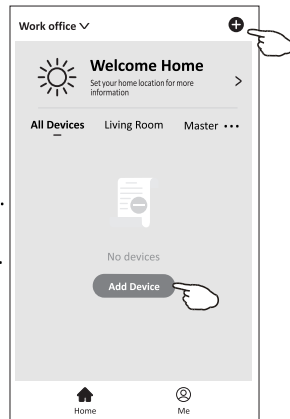 Work office
Welcome Home
Set your home location for more
information
All Devices Living Room Master
No devices
Add Device
Home Me